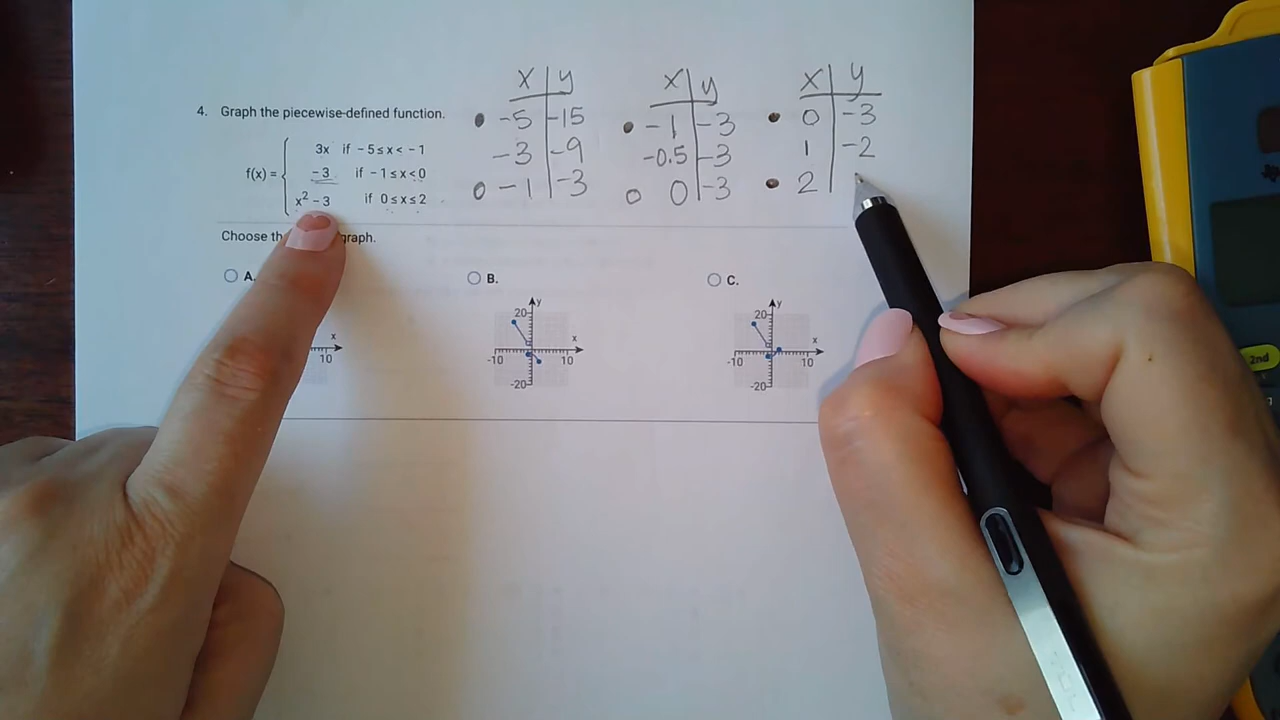 4. Graph the piecewise-defined function.
f(x) =
3x if -5 ≤ x < -1
-3 if -1 ≤ x < 0
x² - 3 if 0 ≤ x ≤ 2
x y
-5 -15
-3 -9
-1 -3
x y
-1 -3
-0.5 -3
0 -3
x y
0 -3
1 -2
2
Choose the graph.
A.
x
10
B.
y
20
x
-10 10
-20
C.
y
20
x
-10 10
-20
2nd